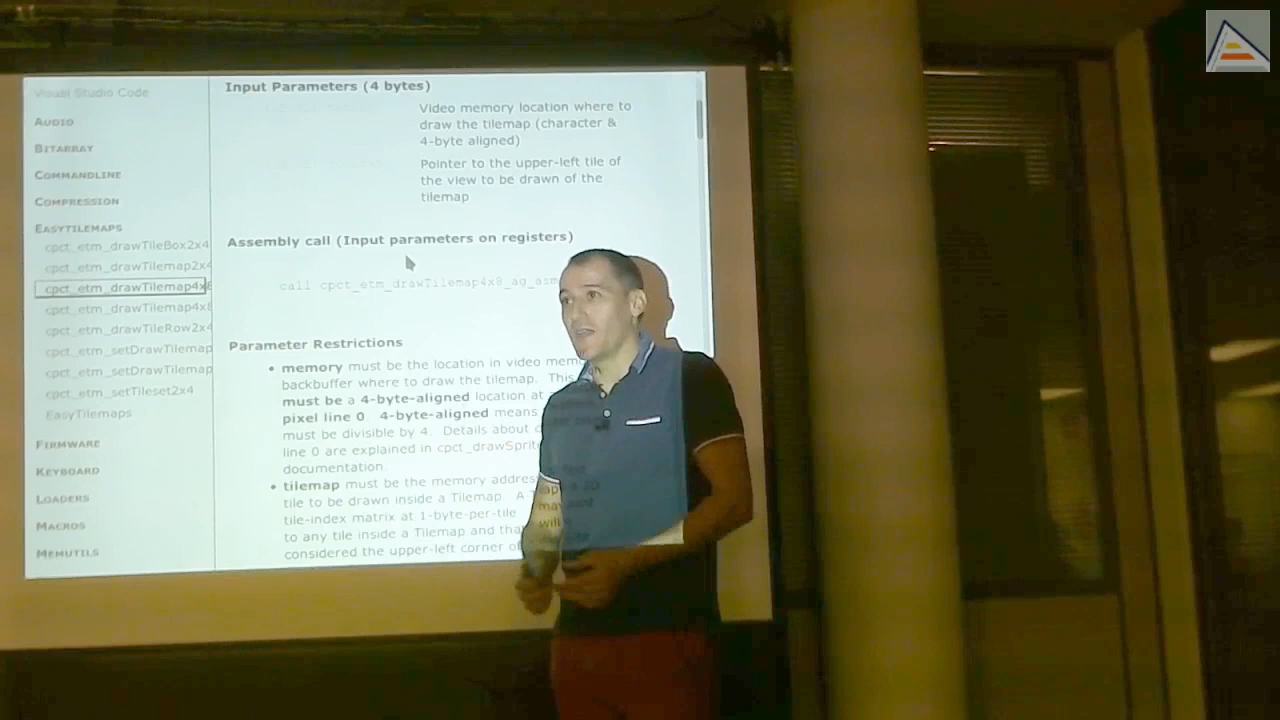 Visual Studio Code
AUDIO
BITARRAY
COMMANDLINE
COMPRESSION
EASYTILEMAPS
cpct_etm_drawTileBox2x4
cpct_etm_drawTilemap2x4
cpct_etm_drawTilemap4x8
cpct_etm_drawTilemap4x8
cpct_etm_drawTileRow2x4
cpct_etm_setDrawTilemap
cpct_etm_setDrawTilemap
cpct_etm_setTileset2x4
EasyTilemaps
FIRMWARE
KEYBOARD
LOADERS
MACROS
MEMUTILS
Input Parameters (4 bytes)
Video memory location where to
draw the tilemap (character &
4-byte aligned)
Pointer to the upper-left tile of
the view to be drawn of the
tilemap
Assembly call (Input parameters on registers)
call cpct_etm_drawTilemap4x8_ag_asm
Parameter Restrictions
• memory must be the location in video mem
backbuffer where to draw the tilemap. This
must be a 4-byte-aligned location at
pixel line 0 4-byte-aligned means
must be divisible by 4. Details about
line 0 are explained in cpct_drawSprit
documentation
• tilemap must be the memory addres
tile to be drawn inside a Tilemap. A
tile-index matrix at 1-byte-per-tile
to any tile inside a Tilemap and that
considered the upper-left corner of